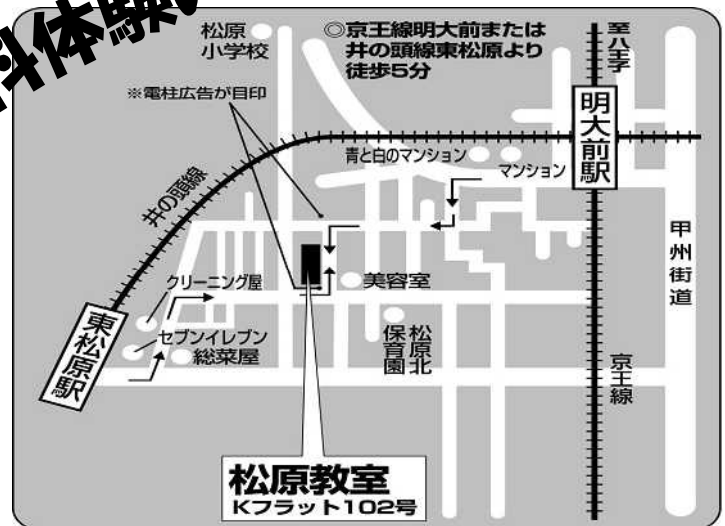 料体験
松原
小学校
◎京王線明大前または
井の頭線東松原より
徒歩5分
至八王子
※電柱広告が目印
明大前駅
青と白のマンション
マンション
井の頭線
甲州街道
クリーニング屋
美容室
東松原駅
セブンイレブン
総菜屋
松原北
保育園
京王線
松原教室
Kフラット102号